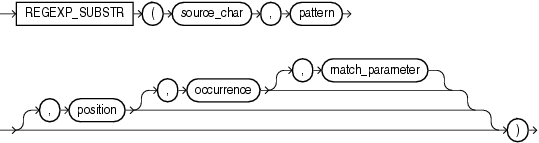 REGEXP_SUBSTR ( source_char , pattern
, match_parameter
, occurrence
, position
)